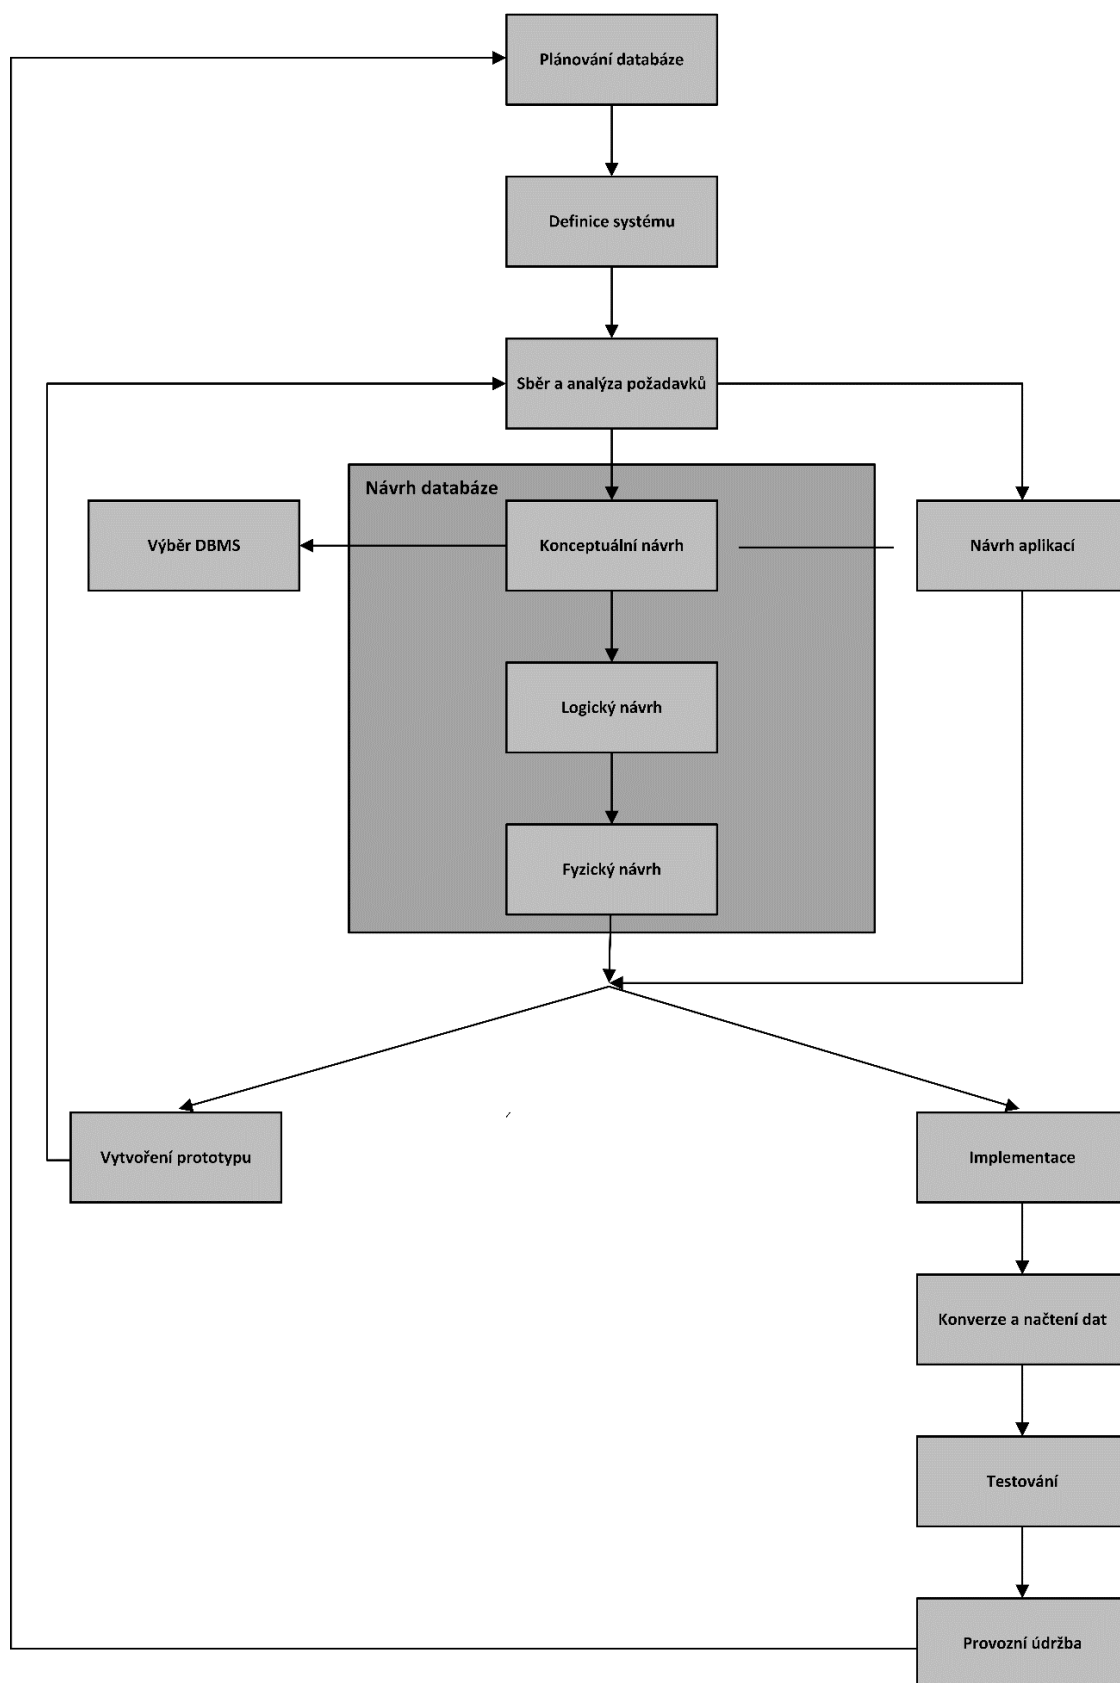 Plánování databáze
Definice systému
Sběr a analýza požadavků
Návrh databáze
Výběr DBMS
Konceptuální návrh
Návrh aplikací
Logický návrh
Fyzický návrh
Vytvoření prototypu
Implementace
Konverze a načtení dat
Testování
Provozní údržba